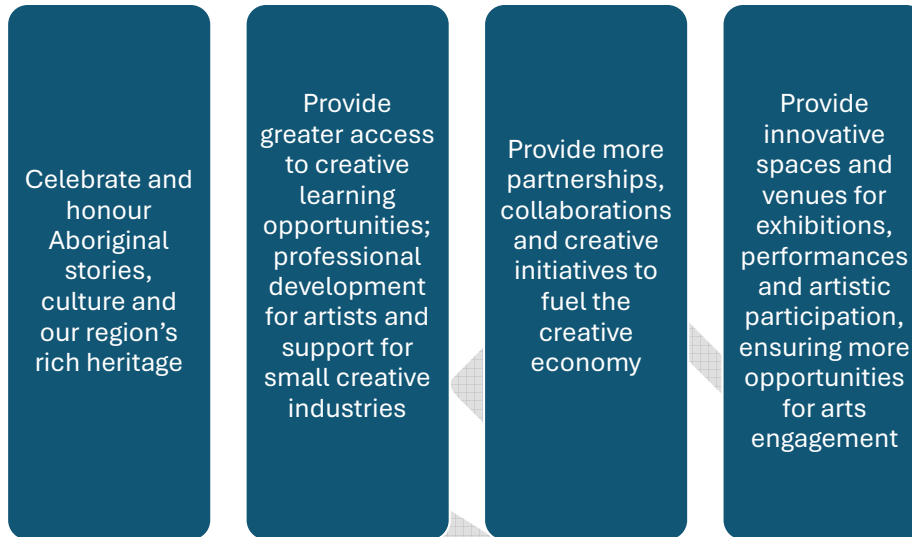 Celebrate and
honour
Aboriginal
stories,
culture and
our region’s
rich heritage
Provide
greater access
to creative
learning
opportunities;
professional
development
for artists and
support for
small creative
industries
Provide more
partnerships,
collaborations
and creative
initiatives to
fuel the
creative
economy
Provide
innovative
spaces and
venues for
exhibitions,
performances
and artistic
participation,
ensuring more
opportunities
for arts
engagement